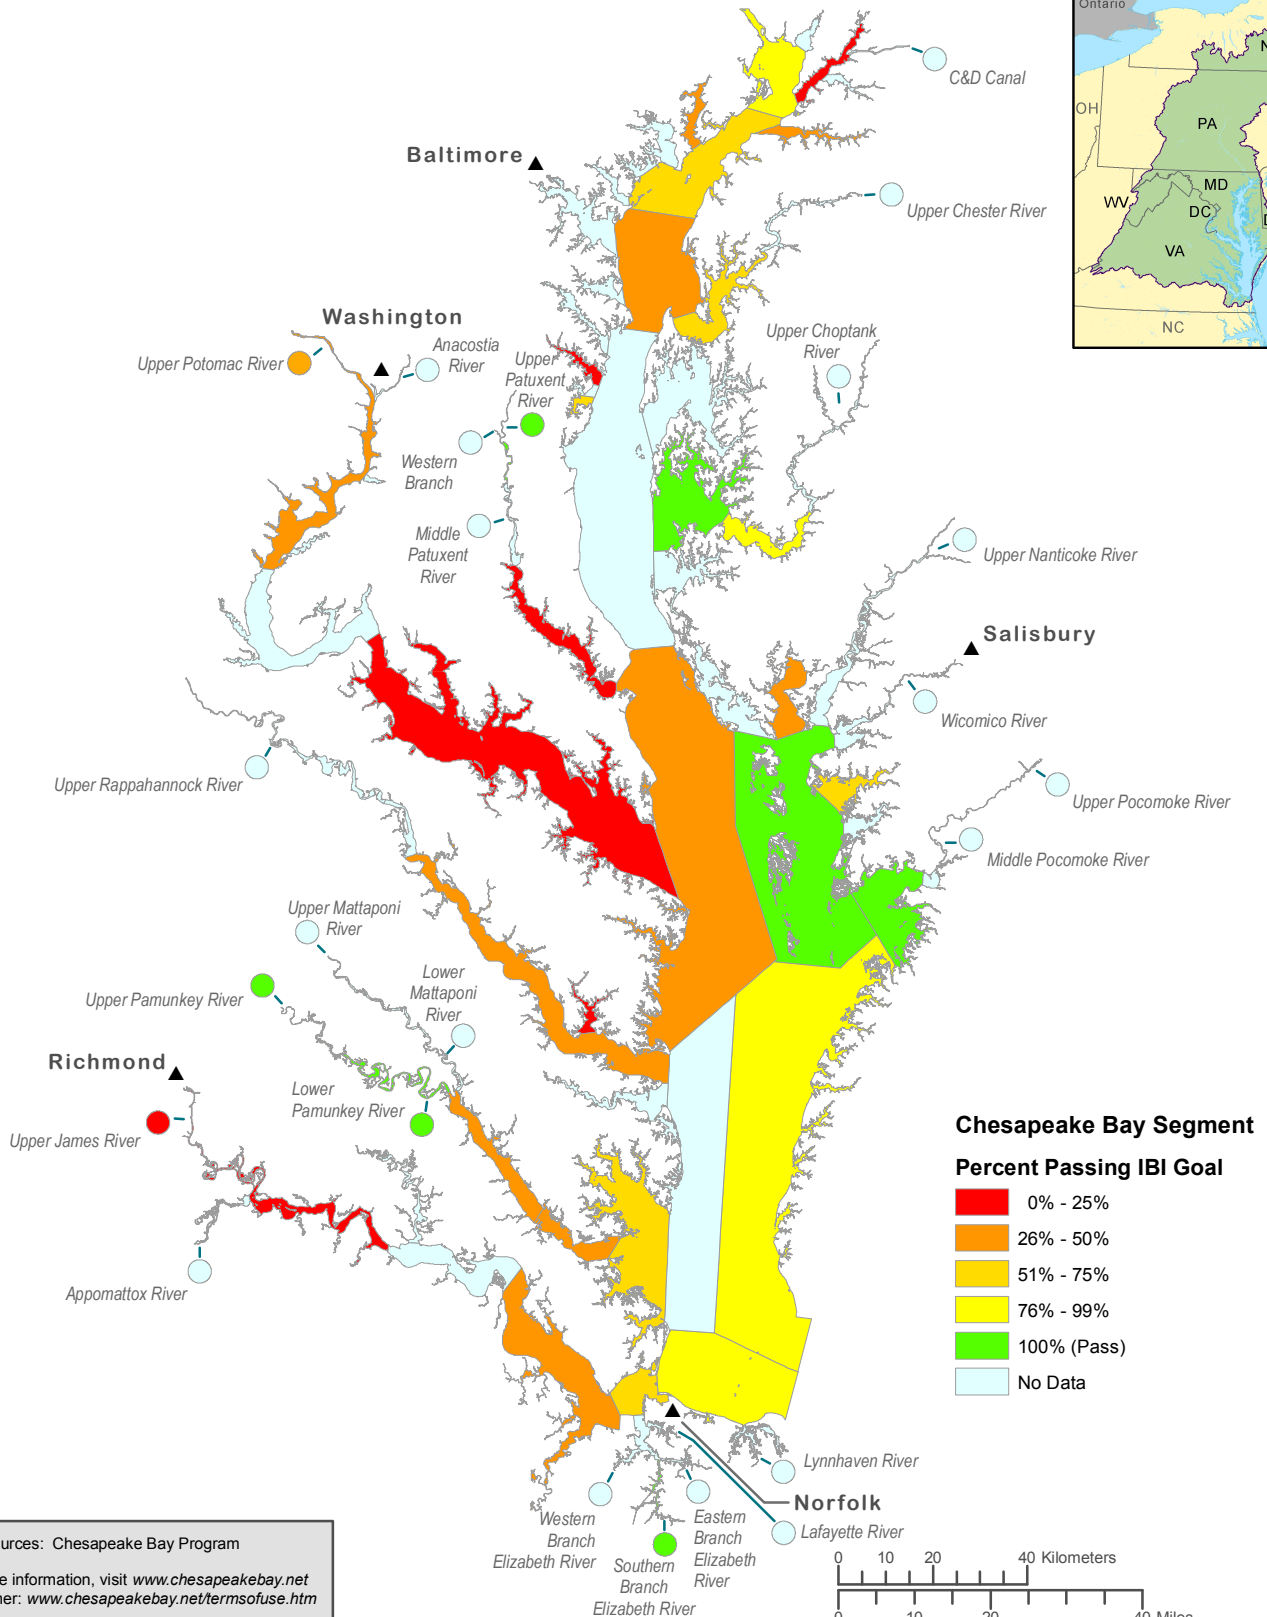 Ontario
N
OH
PA
WV
MD
DC
VA
NC
C&D Canal
Baltimore
Upper Chester River
Washington
Upper Potomac River
Anacostia
River
Upper
Patuxent
River
Upper Choptank
River
Western
Branch
Middle
Patuxent
River
Upper Nanticoke River
Salisbury
Wicomico River
Upper Rappahannock River
Upper Pocomoke River
Middle Pocomoke River
Upper Mattaponi
River
Lower
Mattaponi
River
Upper Pamunkey River
Richmond
Lower
Pamunkey River
Upper James River
Appomattox River
Chesapeake Bay Segment
Percent Passing IBI Goal
0% - 25%
26% - 50%
51% - 75%
76% - 99%
100% (Pass)
No Data
Lynnhaven River
Norfolk
Lafayette River
Western
Branch
Elizabeth River
Southern
Branch
Elizabeth River
Eastern
Branch
Elizabeth
River
urces: Chesapeake Bay Program
e information, visit www.chesapeakebay.net
mer: www.chesapeakebay.net/termsofuse.htm
0 10 20 40 Kilometers
0 10 20 40 Miles